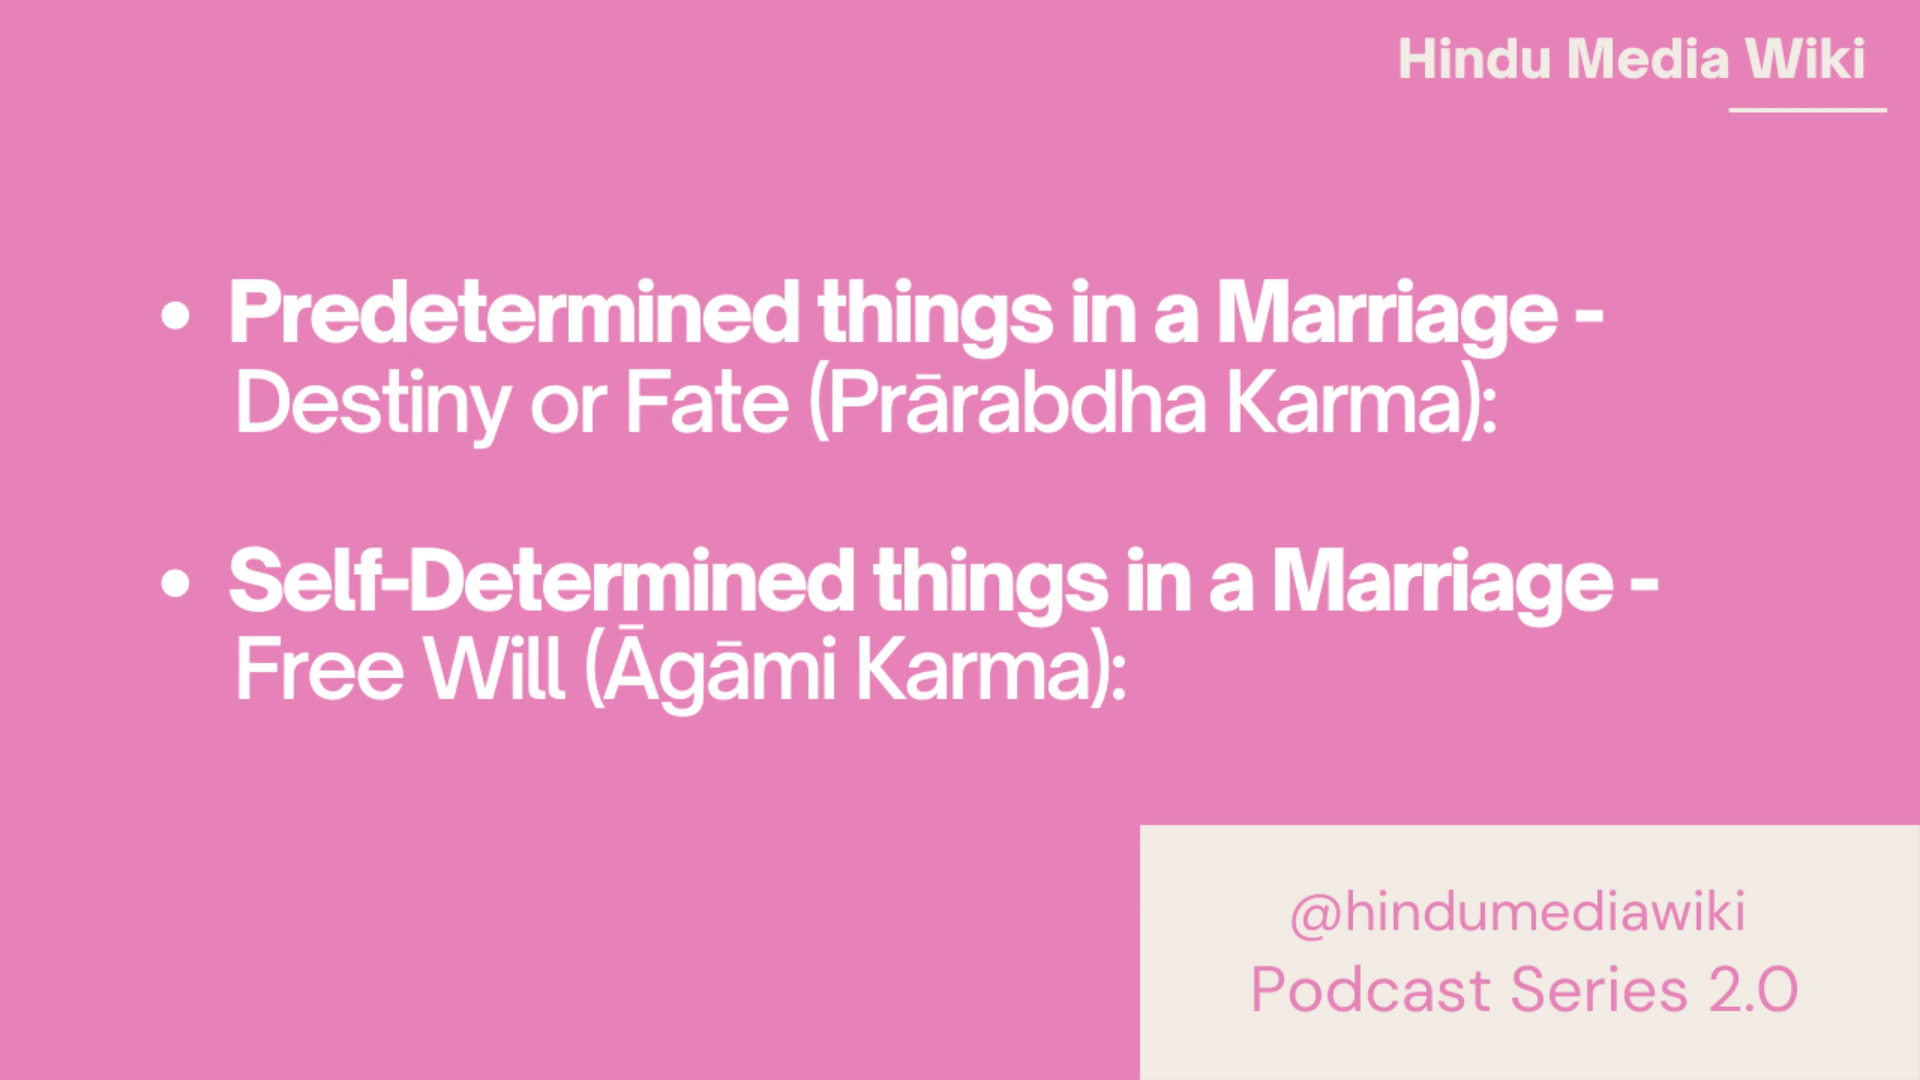 Hindu Media Wiki
• Predetermined things in a Marriage -
Destiny or Fate (Prārabdha Karma):
• Self-Determined things in a Marriage -
Free Will (Āgāmi Karma):
@hindumediawiki
Podcast Series 2.0